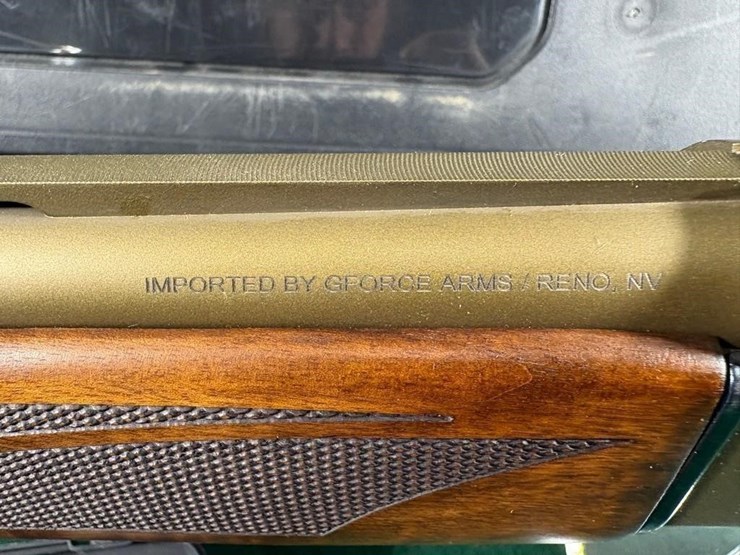 IMPORTED BY GFORCE ARMS / RENO, NV